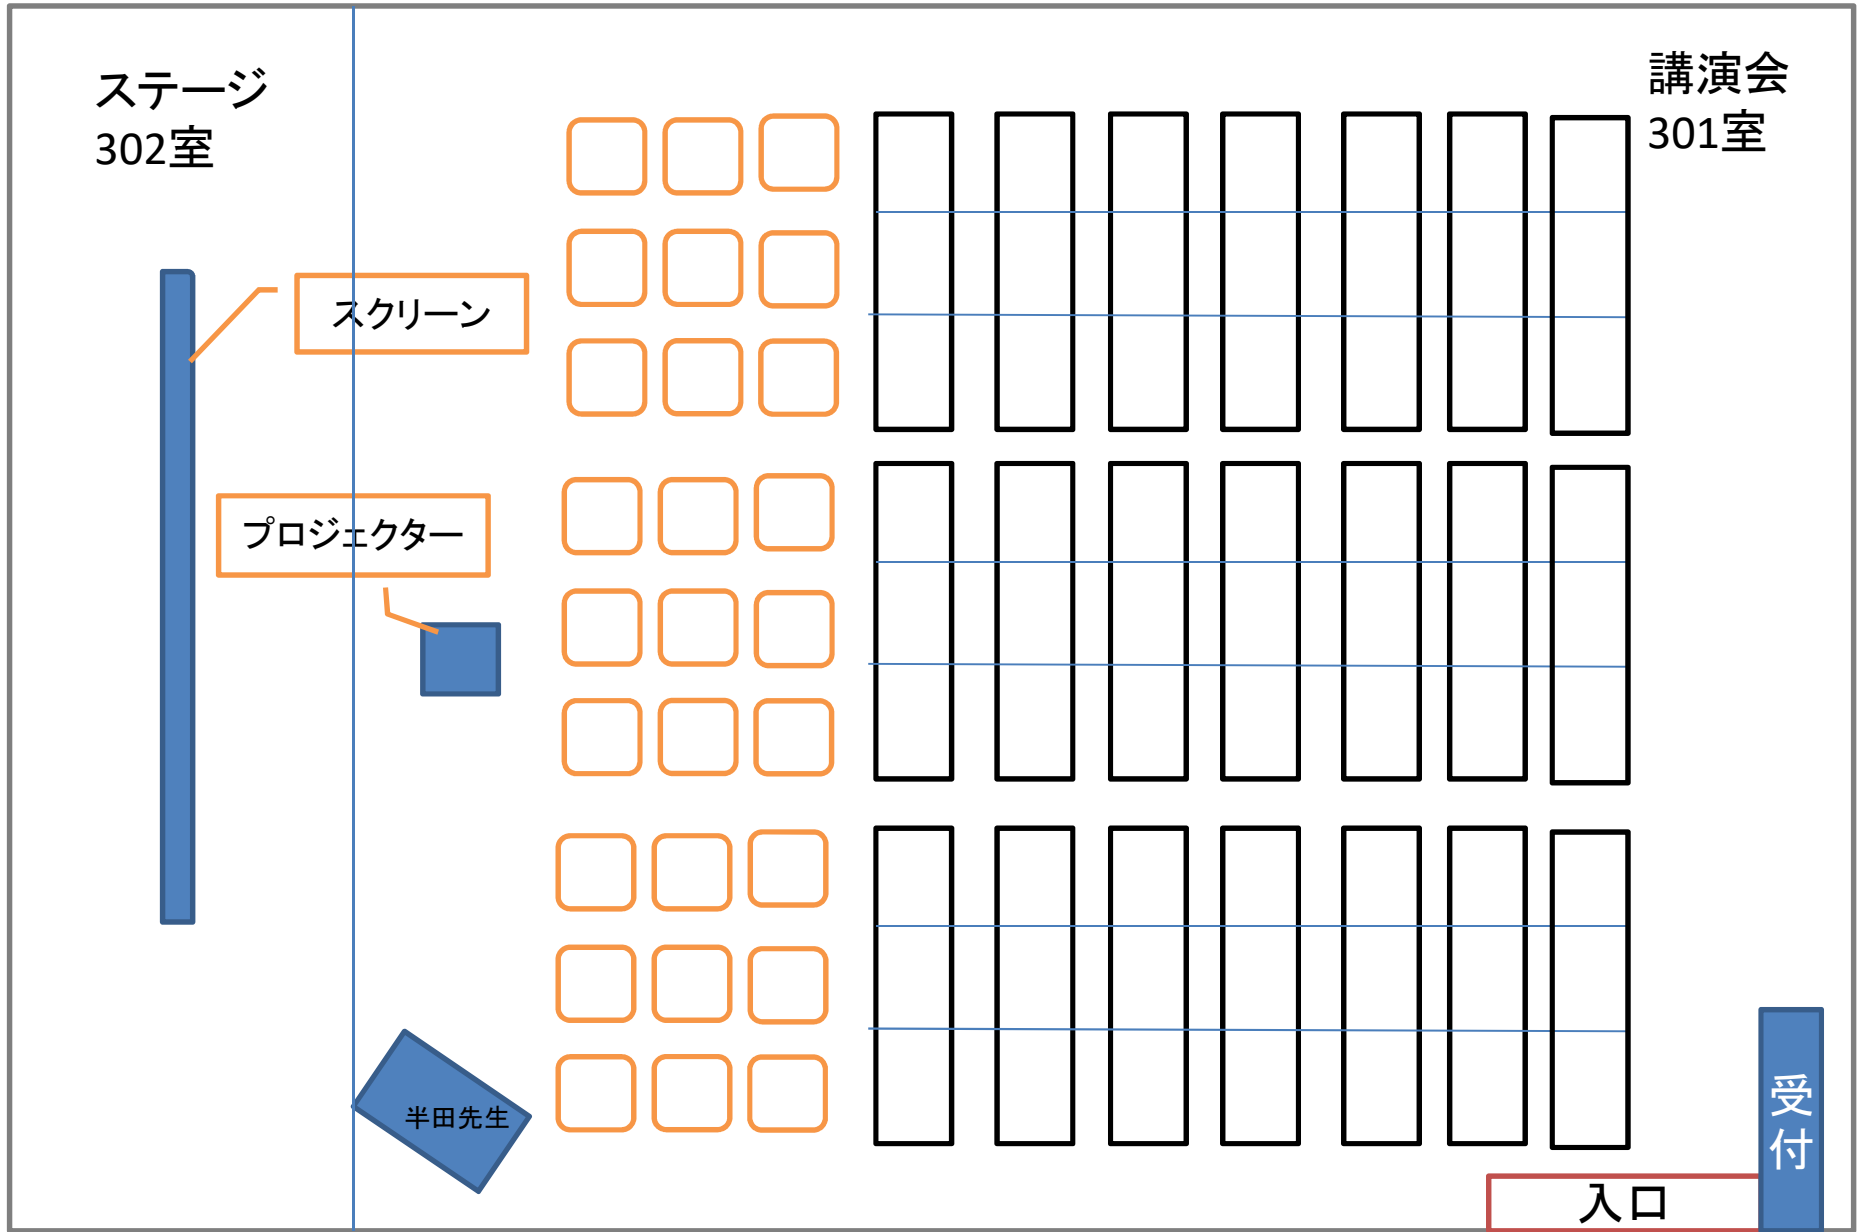 ステージ
302室
講演会
301室
スクリーン
プロジェクター
半田先生
受付
入口